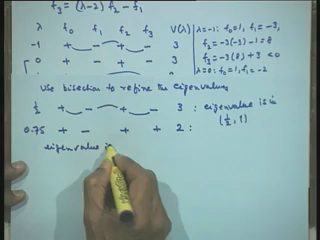 f₃ = (λ-2) f₂ - f₁
λ f₀ f₁ f₂ f₃ V(λ) λ=-1: f₀=1, f₁=-3,
-1 + - + - 3 f₂ = -3(-3)-1 = 8
0 + - + - 3 f₃ = -3(8)+3 <0
λ=0: f₀=1, f₁=-2
Use bisection to refine the eigenvalues
1/2 + - + - 3 : eigenvalue is in (1/2, 1)
0.75 + - + + 2 :
eigenvalue i